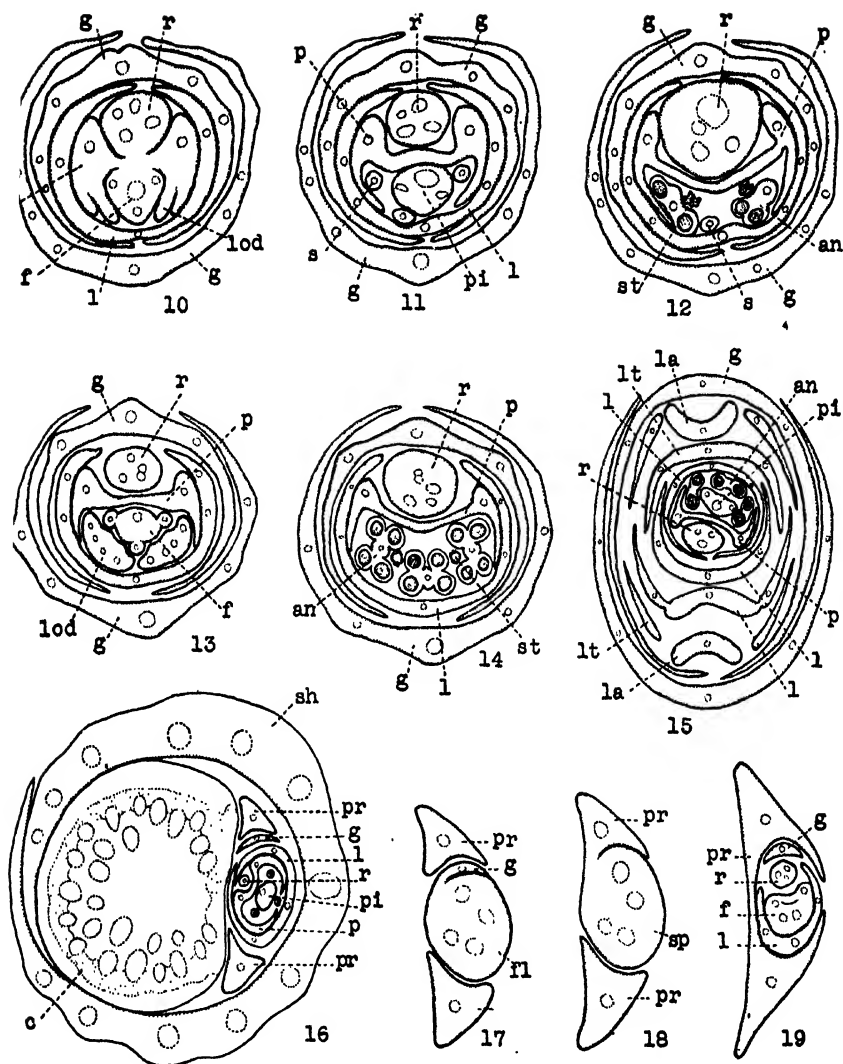 g r
r g
p
g r p
lod
f l g
10
s g
11
pi l
st
12
s g
an
g r p
r p
lt la g
l
an
pi
r
lod g
13
f
an
14
g l
st
p
lt l
la l
15
sh
pr
g
l
r
pi
p
pr
c
16
pr
g
fl
17
pr
sp
pr
18
g
pr
r
f
l
19